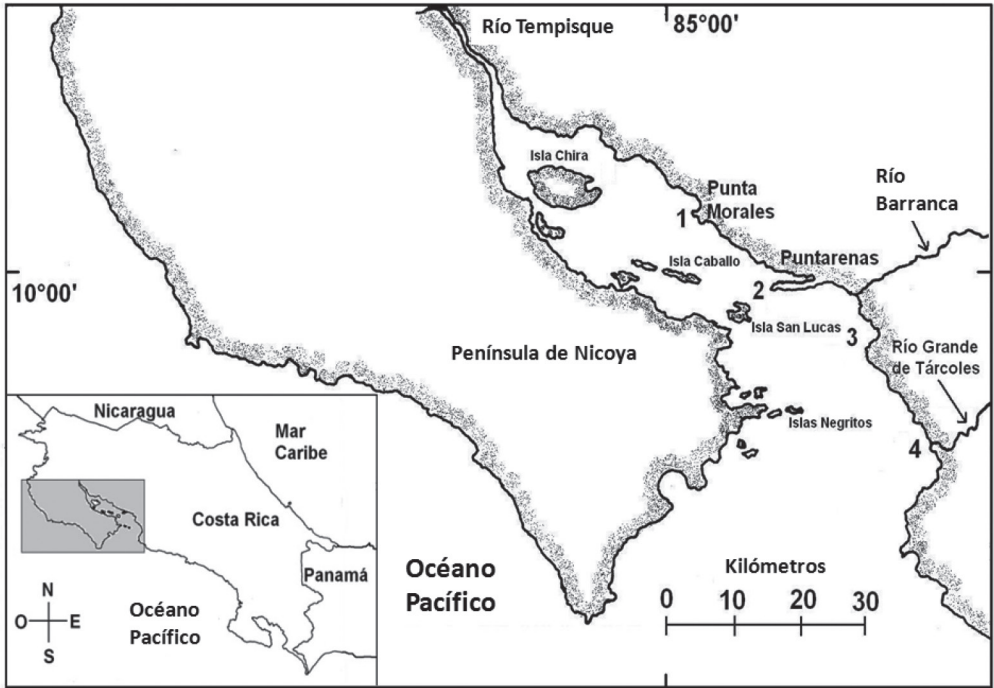 Río Tempisque
85°00'
Isla Chira
Punta
Morales
1
Río
Barranca
Isla Caballo
Puntarenas
10°00'
2
Isla San Lucas
3
Península de Nicoya
Río Grande
de Tárcoles
Islas Negritos
4
Nicaragua
Mar
Caribe
Costa Rica
Panamá
Océano
Pacífico
N
O
E
S
Océano
Pacífico
Kilómetros
0 10 20 30